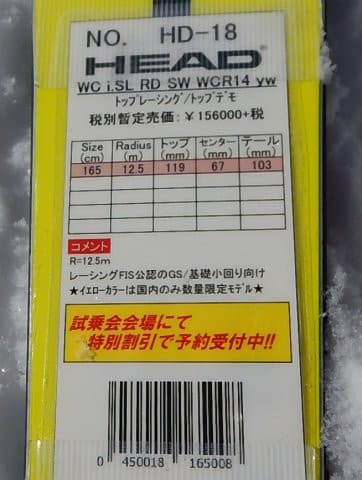 NO. HD-18
HEAD
WC i.SL RD SW WCR14 yw
トップレーシング/トップデモ
税別暫定売価：￥156000+税
Size (cm) Radius (m) トップ (mm) センター (mm) テール (mm)
165 12.5 119 67 103
コメント
R=12.5m
レーシングFIS公認のGS/基礎小回り向け
★イエローカラーは国内のみ数量限定モデル★
試乗会会場にて
特別割引で予約受付中!!
0 450018 165008